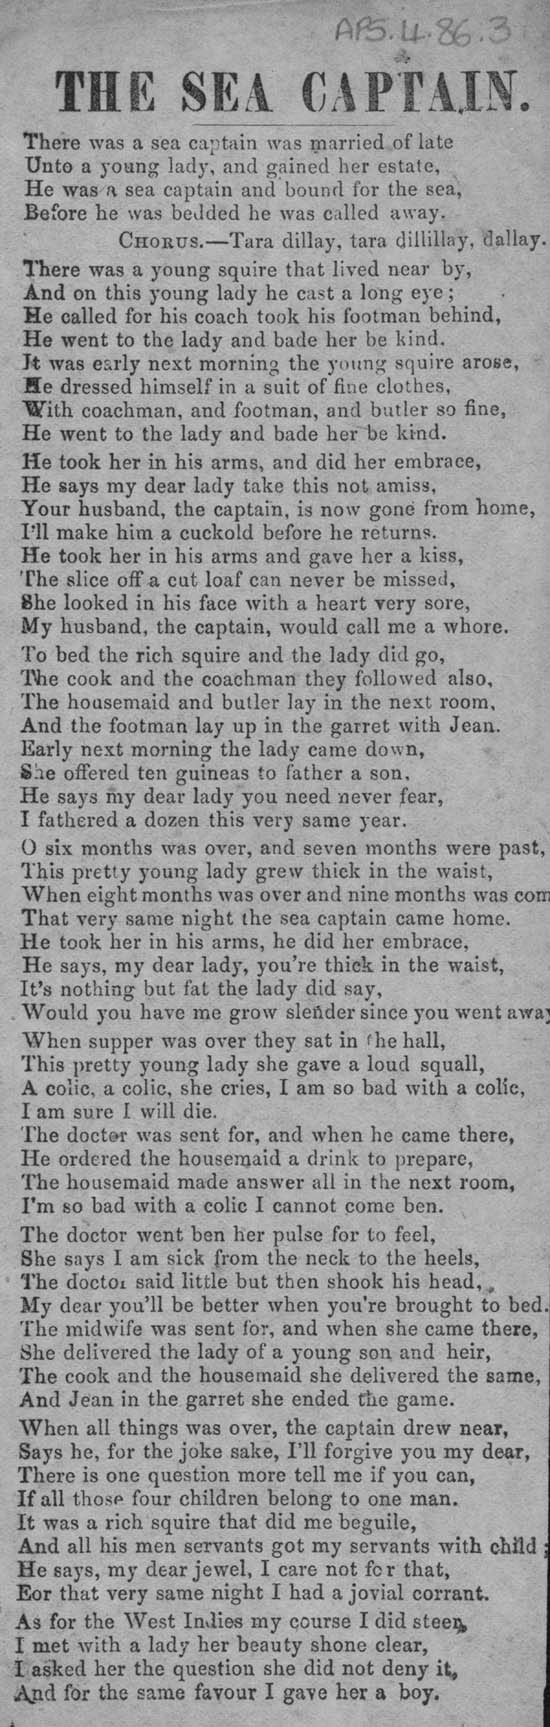 APS.4.86.3
THE SEA CAPTAIN.
There was a sea captain was married of late
Unto a young lady, and gained her estate,
He was a sea captain and bound for the sea,
Before he was bedded he was called away.
CHORUS.—Tara dillay, tara dillillay, dallay.
There was a young squire that lived near by,
And on this young lady he cast a long eye;
He called for his coach took his footman behind,
He went to the lady and bade her be kind.
It was early next morning the young squire arose,
He dressed himself in a suit of fine clothes,
With coachman, and footman, and butler so fine,
He went to the lady and bade her be kind.
He took her in his arms, and did her embrace,
He says my dear lady take this not amiss,
Your husband, the captain, is now gone from home,
I'll make him a cuckold before he returns.
He took her in his arms and gave her a kiss,
The slice off a cut loaf can never be missed,
She looked in his face with a heart very sore,
My husband, the captain, would call me a whore.
To bed the rich squire and the lady did go,
The cook and the coachman they followed also,
The housemaid and butler lay in the next room,
And the footman lay up in the garret with Jean.
Early next morning the lady came down,
She offered ten guineas to father a son,
He says my dear lady you need never fear,
I fathered a dozen this very same year.
O six months was over, and seven months were past,
This pretty young lady grew thick in the waist,
When eight months was over and nine months was com
That very same night the sea captain came home.
He took her in his arms, he did her embrace,
He says, my dear lady, you're thick in the waist,
It's nothing but fat the lady did say,
Would you have me grow slender since you went away
When supper was over they sat in the hall,
This pretty young lady she gave a loud squall,
A colic, a colic, she cries, I am so bad with a colic,
I am sure I will die.
The doctor was sent for, and when he came there,
He ordered the housemaid a drink to prepare,
The housemaid made answer all in the next room,
I'm so bad with a colic I cannot come ben.
The doctor went ben her pulse for to feel,
She says I am sick from the neck to the heels,
The doctor said little but then shook his head,
My dear you'll be better when you're brought to bed.
The midwife was sent for, and when she came there,
She delivered the lady of a young son and heir,
The cook and the housemaid she delivered the same,
And Jean in the garret she ended the game.
When all things was over, the captain drew near,
Says he, for the joke sake, I'll forgive you my dear,
There is one question more tell me if you can,
If all those four children belong to one man.
It was a rich squire that did me beguile,
And all his men servants got my servants with child;
He says, my dear jewel, I care not for that,
Eor that very same night I had a jovial corrant.
As for the West Indies my course I did steer,
I met with a lady her beauty shone clear,
I asked her the question she did not deny it,
And for the same favour I gave her a boy.